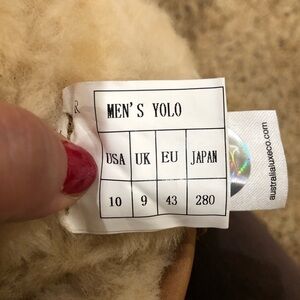 &
MEN'S YOLO
USA UK EU JAPAN
10 9 43 280
australialuxeco.com